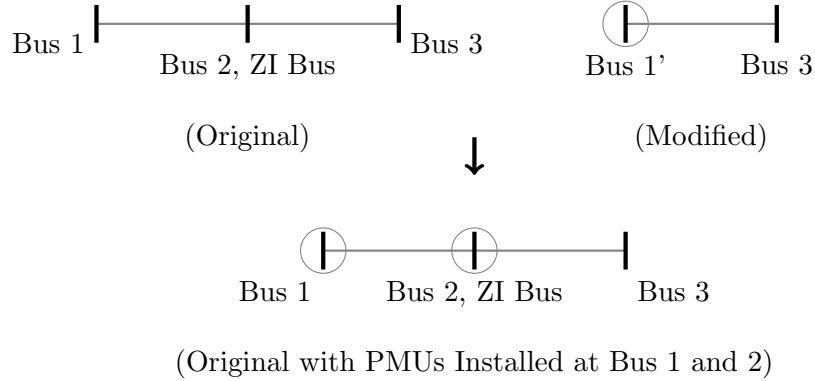 Bus 1
Bus 2, ZI Bus
Bus 3
(Original)
Bus 1’
Bus 3
(Modified)
Bus 1
Bus 2, ZI Bus
Bus 3
(Original with PMUs Installed at Bus 1 and 2)